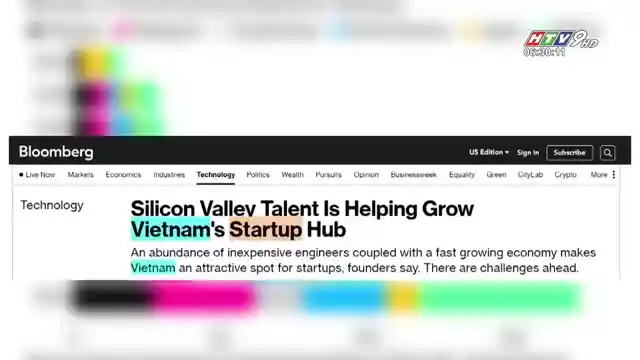 HTV9 HD
06:30:11
Bloomberg
US Edition Sign In Subscribe
Live Now Markets Economics Industries Technology Politics Wealth Pursuits Opinion Businessweek Equality Green CityLab Crypto More
Technology
Silicon Valley Talent Is Helping Grow
Vietnam's Startup Hub
An abundance of inexpensive engineers coupled with a fast growing economy makes
Vietnam an attractive spot for startups, founders say. There are challenges ahead.